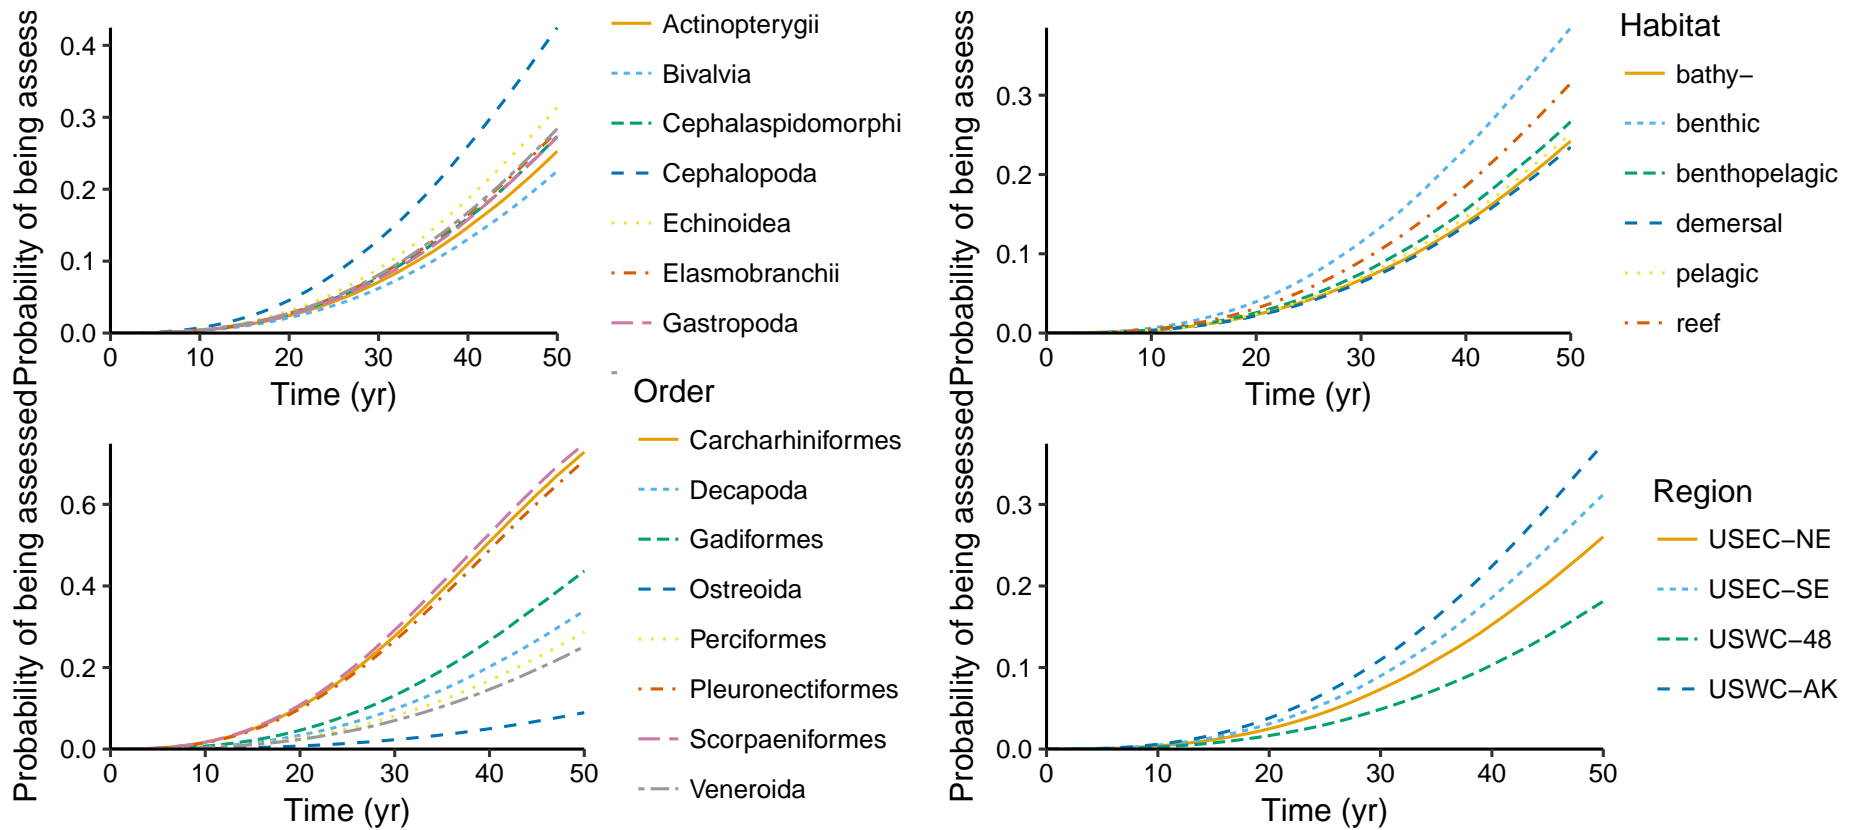 Probability of being assess
0.4
0.3
0.2
0.1
0.0
0
10
20
30
40
50
Time (yr)
Actinopterygii
Bivalvia
Cephalaspidomorphi
Cephalopoda
Echinoidea
Elasmobranchii
Gastropoda
Probability of being assess
0.3
0.2
0.1
0.0
0
10
20
30
40
50
Time (yr)
Habitat
bathy–
benthic
benthopelagic
demersal
pelagic
reef
Probability of being assessed
0.6
0.4
0.2
0.0
0
10
20
30
40
50
Time (yr)
Order
Carcharhiniformes
Decapoda
Gadiformes
Ostreoida
Perciformes
Pleuronectiformes
Scorpaeniformes
Veneroida
Probability of being assessed
0.3
0.2
0.1
0.0
0
10
20
30
40
50
Time (yr)
Region
USEC–NE
USEC–SE
USWC–48
USWC–AK